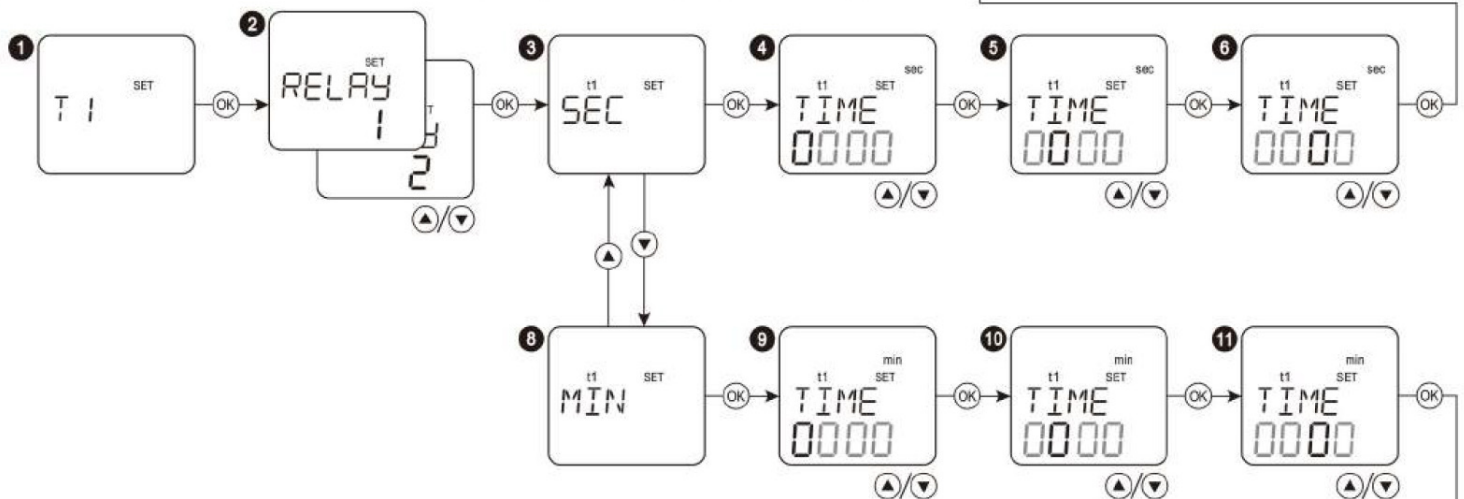 1
SET
T 1
OK
2
SET
RELAY
1
2
OK
3
t1 SET
SEC
OK
4
sec
t1 SET
TIME
0000
OK
5
sec
t1 SET
TIME
0000
OK
6
sec
t1 SET
TIME
0000
OK
8
t1 SET
MIN
OK
9
min
t1 SET
TIME
0000
OK
10
min
t1 SET
TIME
0000
OK
11
min
t1 SET
TIME
0000
OK